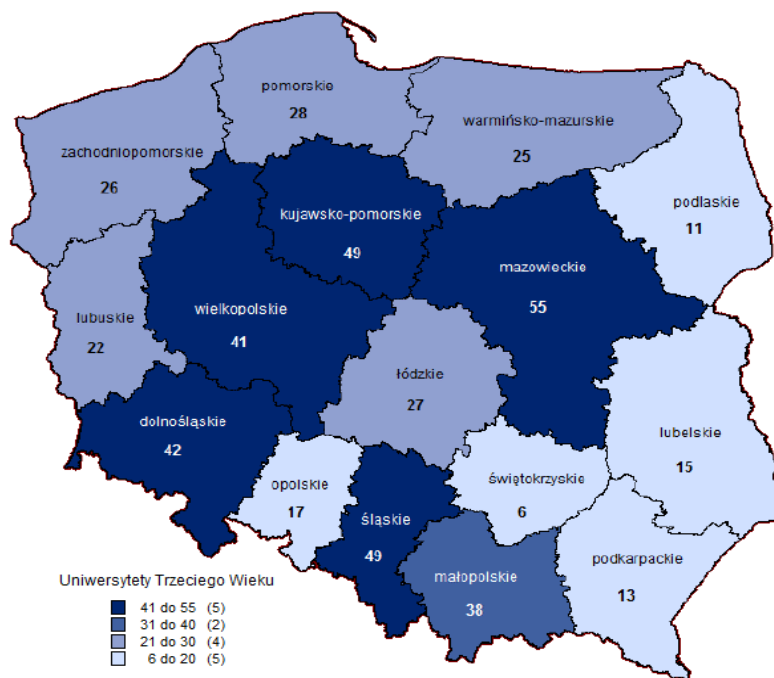 pomorskie
28
warmińsko-mazurskie
25
zachodniopomorskie
26
podlaskie
11
kujawsko-pomorskie
49
mazowieckie
55
wielkopolskie
41
lubuskie
22
łódzkie
27
dolnośląskie
42
lubelskie
15
świętokrzyskie
6
opolskie
17
śląskie
49
podkarpackie
13
małopolskie
38
Uniwersytety Trzeciego Wieku
41 do 55 (5)
31 do 40 (2)
21 do 30 (4)
6 do 20 (5)